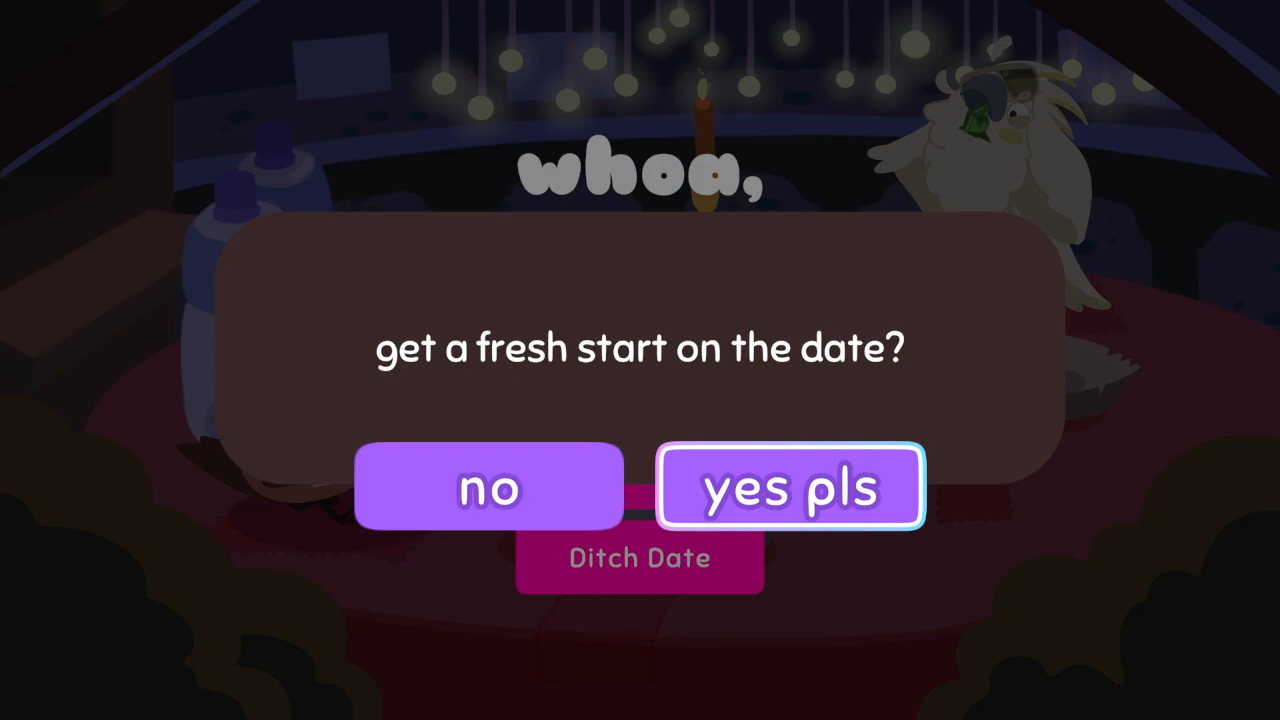 whoa,
get a fresh start on the date?
no
yes pls
Ditch Date